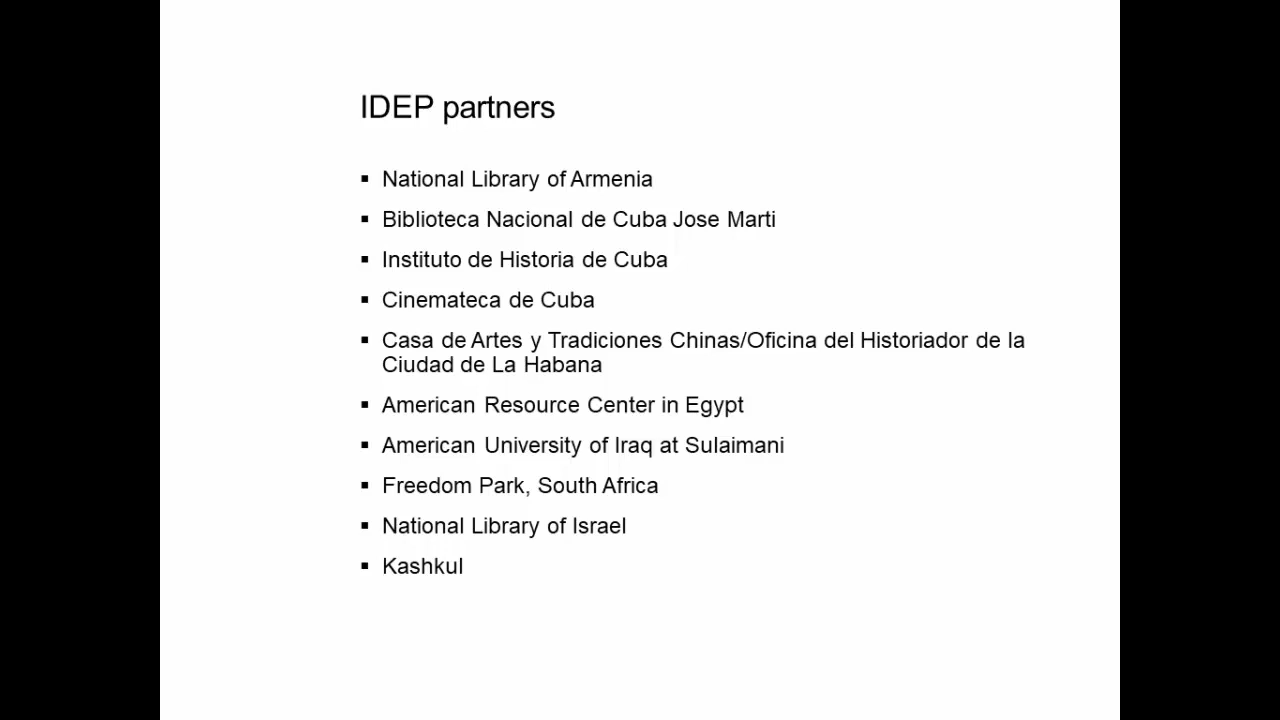 IDEP partners
▪ National Library of Armenia
▪ Biblioteca Nacional de Cuba Jose Marti
▪ Instituto de Historia de Cuba
▪ Cinemateca de Cuba
▪ Casa de Artes y Tradiciones Chinas/Oficina del Historiador de la
Ciudad de La Habana
▪ American Resource Center in Egypt
▪ American University of Iraq at Sulaimani
▪ Freedom Park, South Africa
▪ National Library of Israel
▪ Kashkul